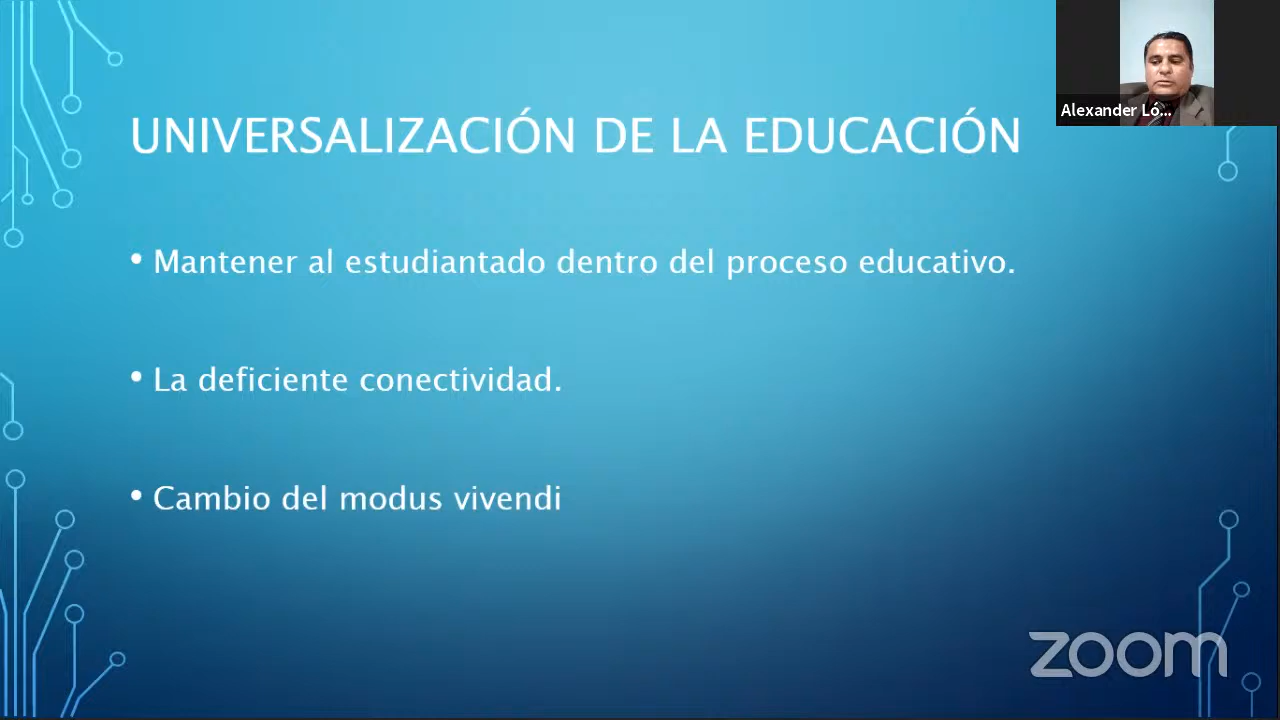 Alexander Ló...
UNIVERSALIZACIÓN DE LA EDUCACIÓN
• Mantener al estudiantado dentro del proceso educativo.
• La deficiente conectividad.
• Cambio del modus vivendi
zoom